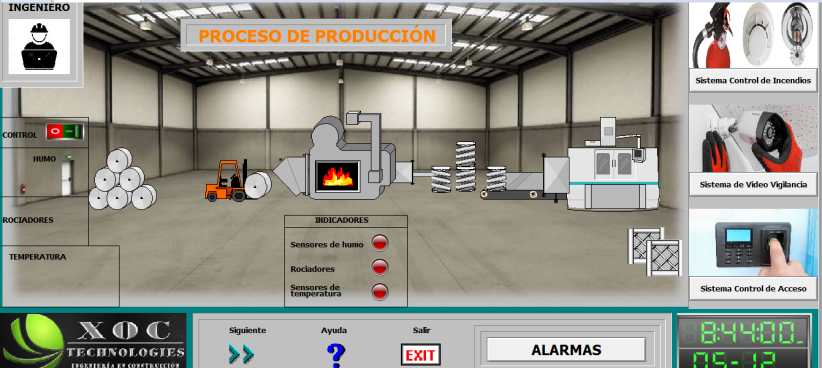 INGENIERO
PROCESO DE PRODUCCIÓN
Sistema Control de Incendios
CONTROL
HUMO
Sistema de Video Vigilancia
ROCIADORES
INDICADORES
Sensores de humo
TEMPERATURA
Rociadores
Sensores de
temperatura
Sistema Control de Acceso
XOC
TECHNOLOGIES
INGENIERÍA EN CONSTRUCCIÓN
Siguiente
Ayuda
Salir
?
EXIT
ALARMAS
8:44:00
05-12